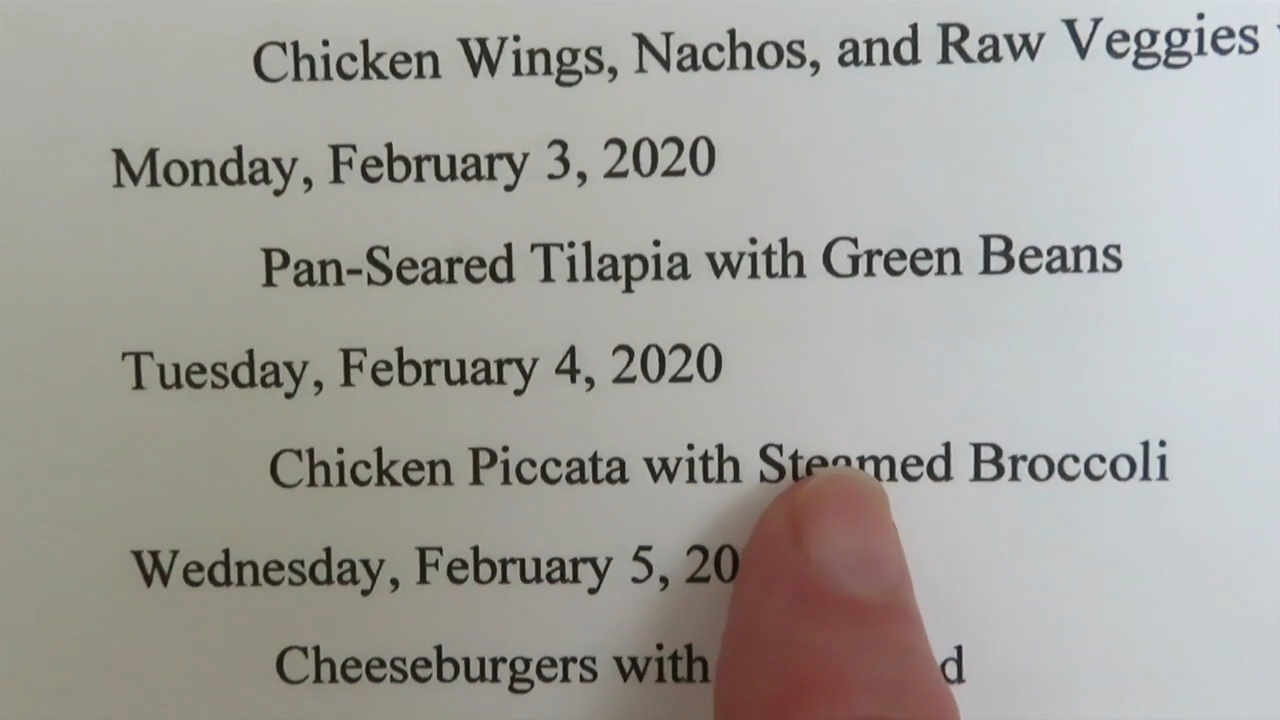 Chicken Wings, Nachos, and Raw Veggies
Monday, February 3, 2020
Pan-Seared Tilapia with Green Beans
Tuesday, February 4, 2020
Chicken Piccata with Steamed Broccoli
Wednesday, February 5, 20
Cheeseburgers with